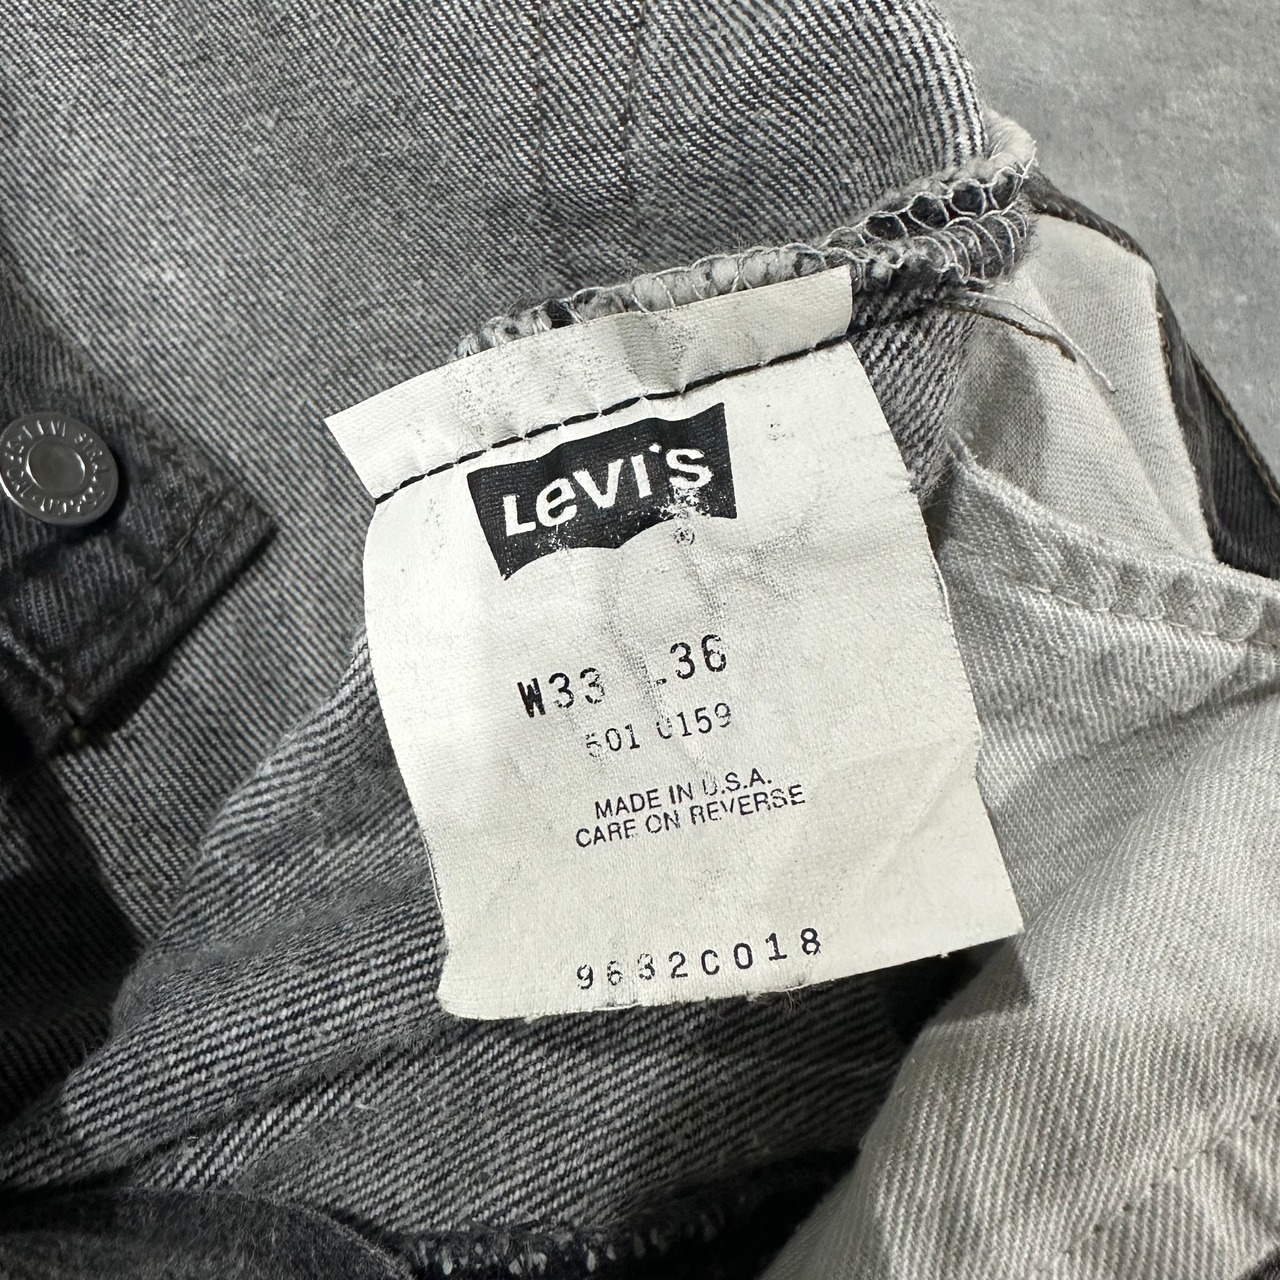 Levi's
®
W33 L36
501 0159
MADE IN U.S.A.
CARE ON REVERSE
9632C018